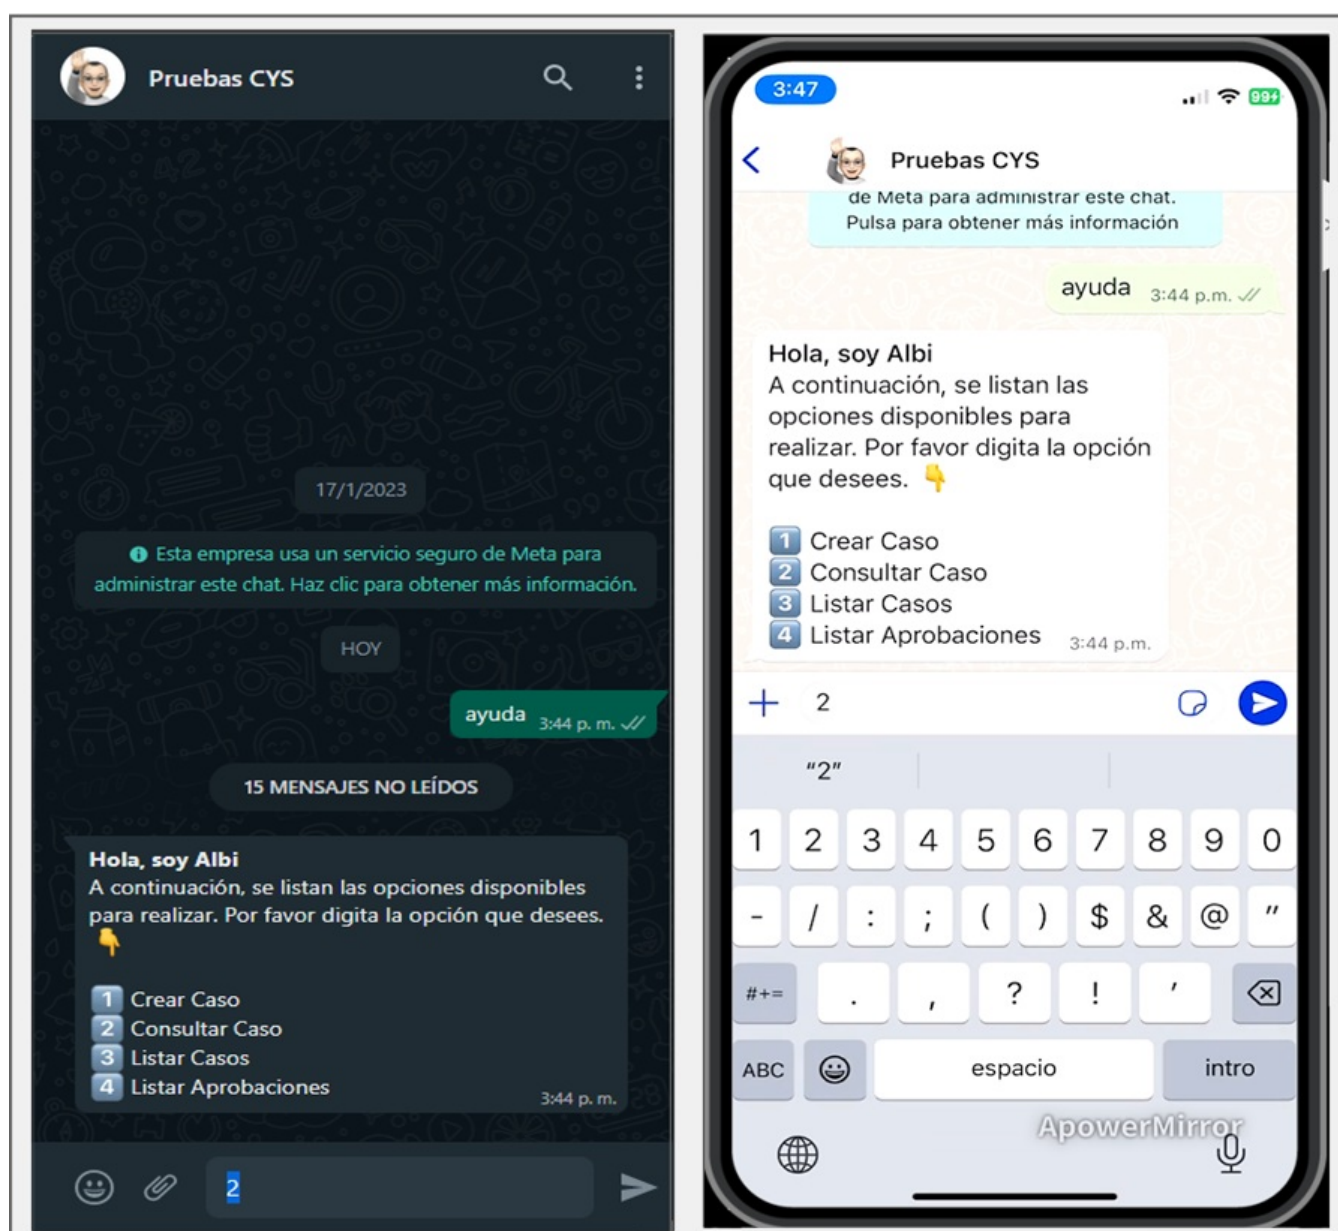 Pruebas CYS
17/1/2023
Esta empresa usa un servicio seguro de Meta para
administrar este chat. Haz clic para obtener más información.
HOY
ayuda 3:44 p. m.
15 MENSAJES NO LEÍDOS
Hola, soy Albi
A continuación, se listan las opciones disponibles
para realizar. Por favor digita la opción que desees.
👇
1 Crear Caso
2 Consultar Caso
3 Listar Casos
4 Listar Aprobaciones
3:44 p. m.
2
3:47
99
Pruebas CYS
de Meta para administrar este chat.
Pulsa para obtener más información
ayuda 3:44 p.m.
Hola, soy Albi
A continuación, se listan las
opciones disponibles para
realizar. Por favor digita la opción
que desees. 👇
1 Crear Caso
2 Consultar Caso
3 Listar Casos
4 Listar Aprobaciones 3:44 p.m.
2
"2"
1 2 3 4 5 6 7 8 9 0
- / : ; ( ) $ & @ "
#+= . , ? ! '
ABC espacio intro
ApowerMirror